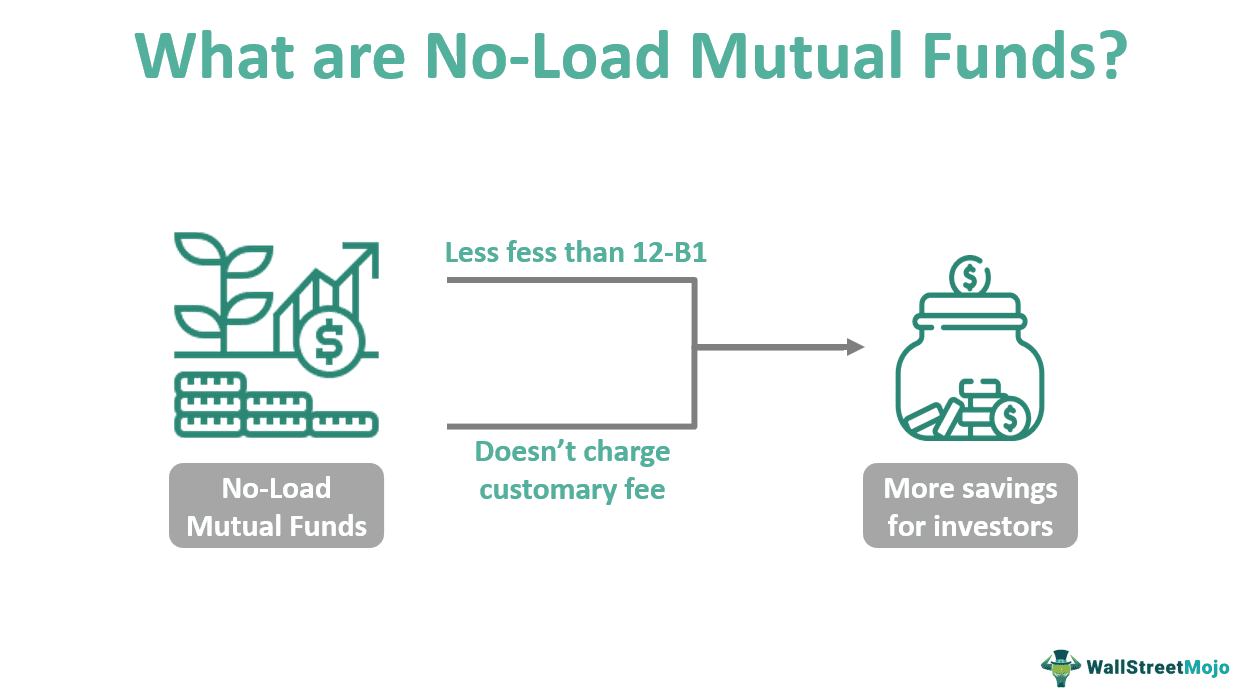 What are No-Load Mutual Funds?
Less fess than 12-B1
Doesn’t charge
customary fee
No-Load
Mutual Funds
More savings
for investors
WallStreetMojo